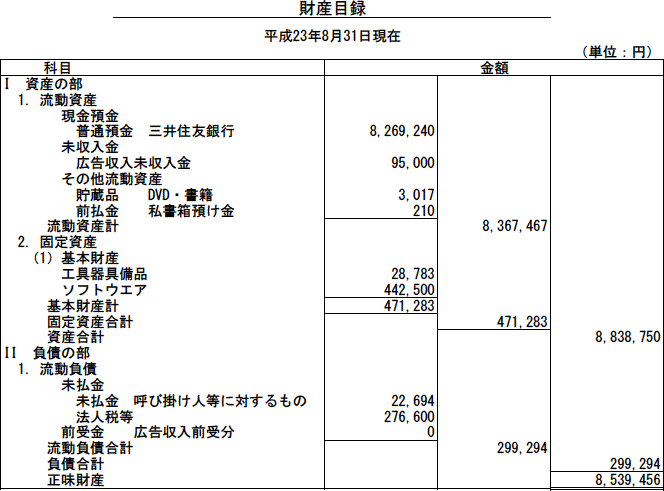 財産目録
平成23年8月31日現在
（単位：円）
科目 金額
I 資産の部
1. 流動資産
現金預金
普通預金 三井住友銀行 8,269,240
未収入金
広告収入未収入金 95,000
その他流動資産
貯蔵品 DVD・書籍 3,017
前払金 私書箱預け金 210
流動資産計 8,367,467
2. 固定資産
(1) 基本財産
工具器具備品 28,783
ソフトウエア 442,500
基本財産計 471,283
固定資産合計 471,283
資産合計 8,838,750
II 負債の部
1. 流動負債
未払金
未払金 呼び掛け人等に対するもの 22,694
法人税等 276,600
前受金 広告収入前受分 0
流動負債合計 299,294
負債合計 299,294
正味財産 8,539,456